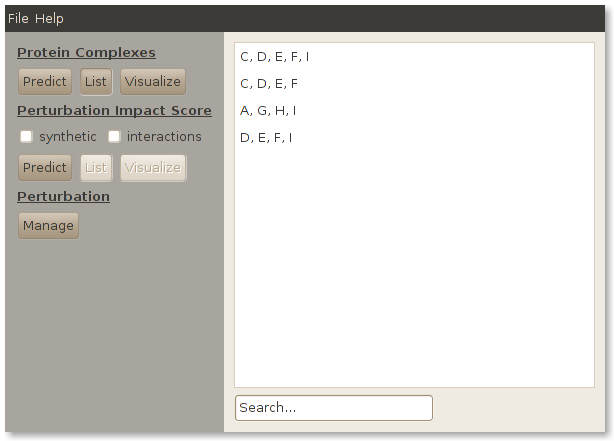 File Help
Protein Complexes
Predict List Visualize
Perturbation Impact Score
synthetic interactions
Predict List Visualize
Perturbation
Manage
C, D, E, F, I
C, D, E, F
A, G, H, I
D, E, F, I
Search...